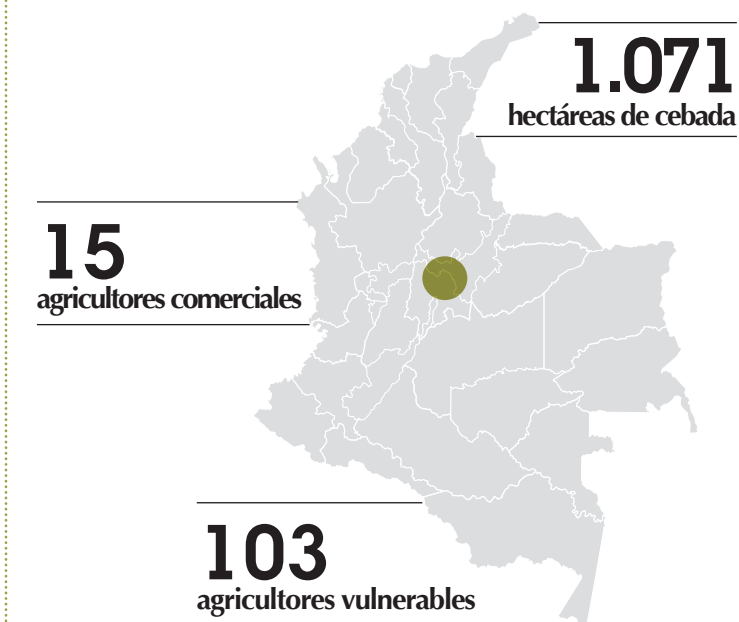 1.071
hectáreas de cebada
15
agricultores comerciales
103
agricultores vulnerables